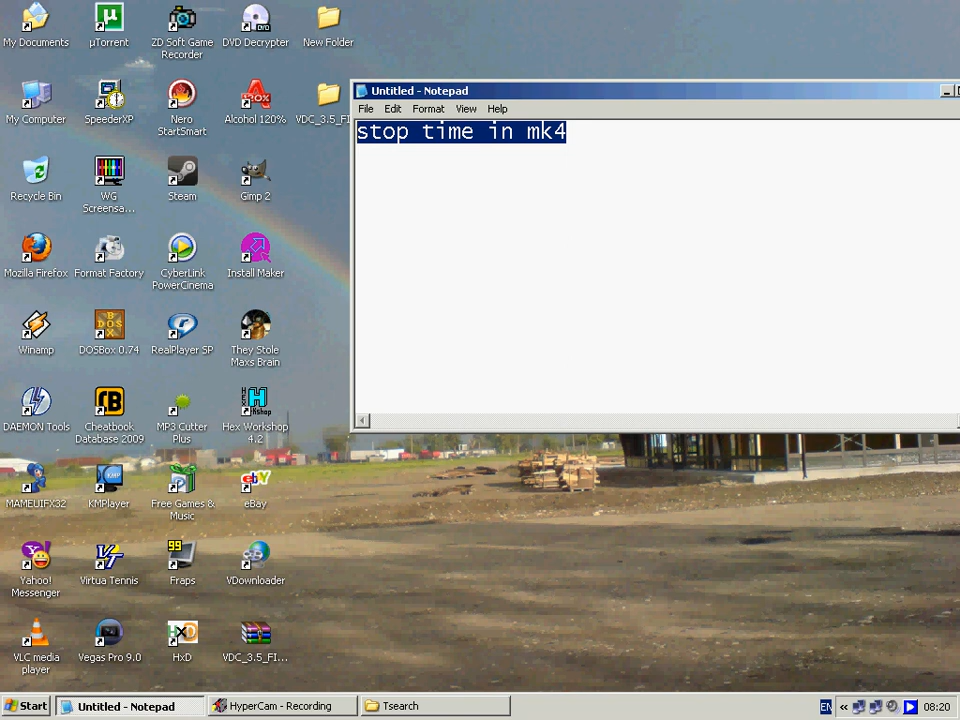 My Documents
µTorrent
ZD Soft Game
Recorder
DVD Decrypter
New Folder
My Computer
SpeederXP
Nero
StartSmart
Alcohol 120%
VDC_3.5_FI
Recycle Bin
WG
Screensa...
Steam
Gimp 2
Mozilla Firefox
Format Factory
CyberLink
PowerCinema
Install Maker
Winamp
DOSBox 0.74
RealPlayer SP
They Stole
Maxs Brain
DAEMON Tools
Cheatbook
Database 2009
MP3 Cutter
Plus
Hex Workshop
4.2
MAMEUIFX32
KMPlayer
Free Games &
Music
eBay
Yahoo!
Messenger
Virtua Tennis
Fraps
VDownloader
VLC media
player
Vegas Pro 9.0
HxD
VDC_3.5_FI...
Untitled - Notepad
File Edit Format View Help
stop time in mk4
Start
Untitled - Notepad
HyperCam - Recording
Tsearch
EN
08:20